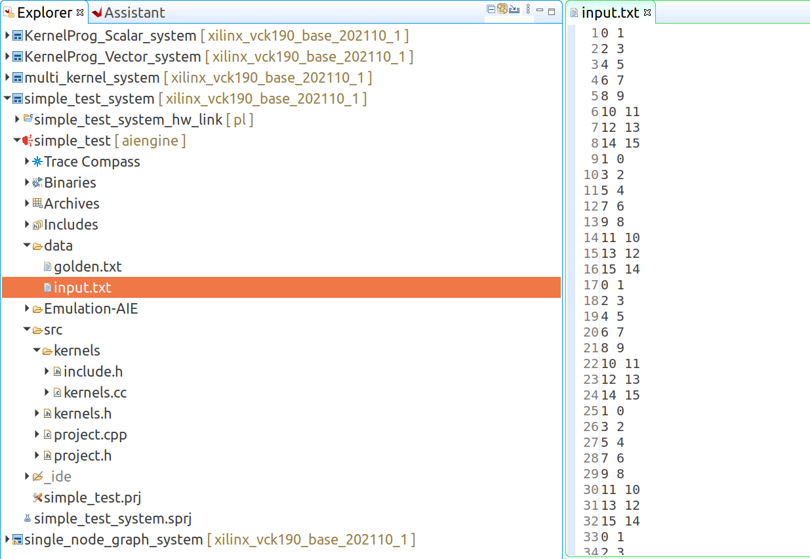 Explorer
Assistant
KernelProg_Scalar_system [ xilinx_vck190_base_202110_1 ]
KernelProg_Vector_system [ xilinx_vck190_base_202110_1 ]
multi_kernel_system [ xilinx_vck190_base_202110_1 ]
simple_test_system [ xilinx_vck190_base_202110_1 ]
simple_test_system_hw_link [ pl ]
simple_test [ aiengine ]
Trace Compass
Binaries
Archives
Includes
data
golden.txt
input.txt
Emulation-AIE
src
kernels
include.h
kernels.cc
kernels.h
project.cpp
project.h
_ide
simple_test.prj
simple_test_system.sprj
single_node_graph_system [ xilinx_vck190_base_202110_1 ]
input.txt
1 0 1
2 2 3
3 4 5
4 6 7
5 8 9
6 10 11
7 12 13
8 14 15
9 1 0
10 3 2
11 5 4
12 7 6
13 9 8
14 11 10
15 13 12
16 15 14
17 0 1
18 2 3
19 4 5
20 6 7
21 8 9
22 10 11
23 12 13
24 14 15
25 1 0
26 3 2
27 5 4
28 7 6
29 9 8
30 11 10
31 13 12
32 15 14
33 0 1
34 2 3